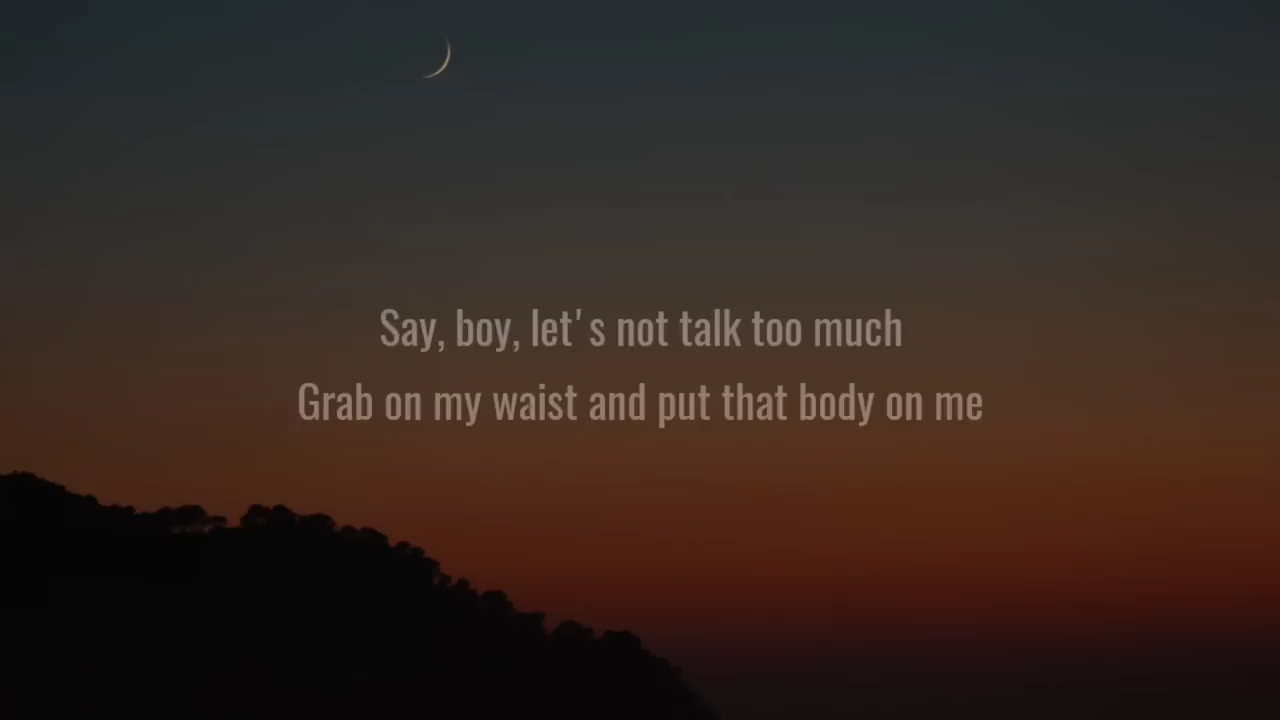 Say, boy, let's not talk too much
Grab on my waist and put that body on me